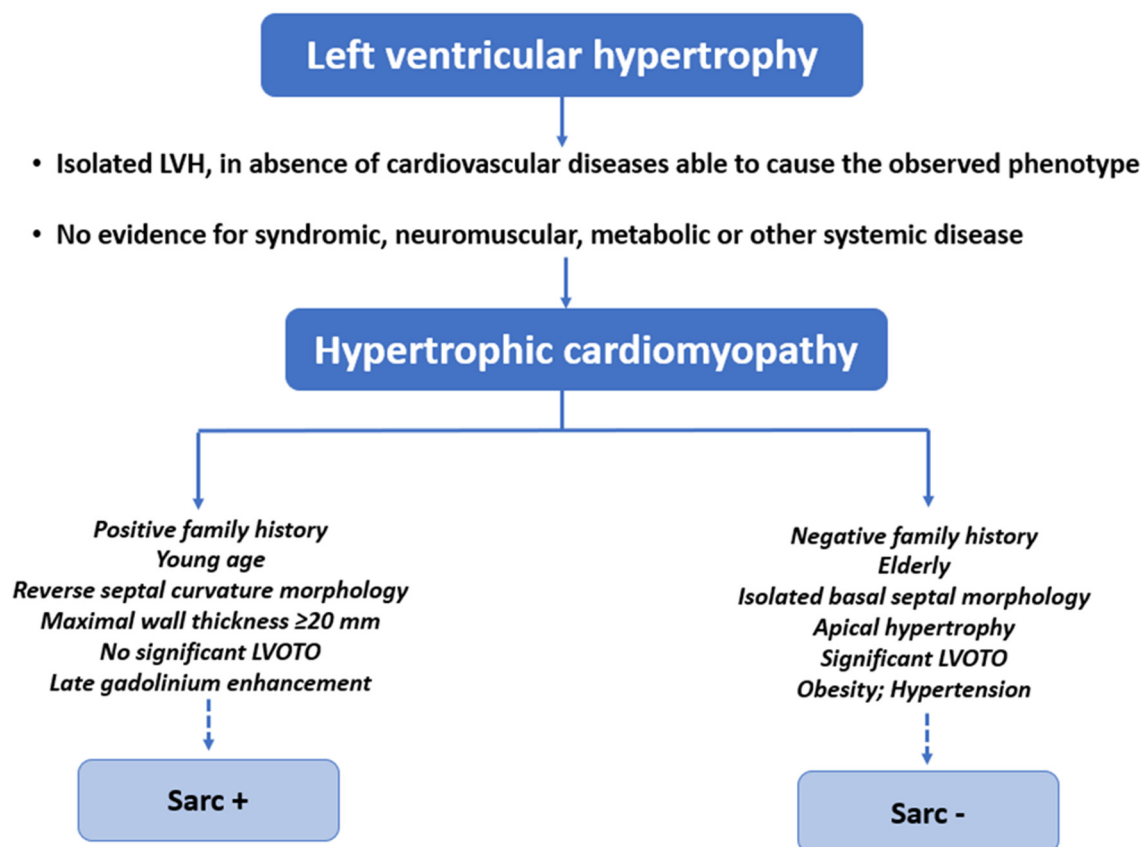 Left ventricular hypertrophy
• Isolated LVH, in absence of cardiovascular diseases able to cause the observed phenotype
• No evidence for syndromic, neuromuscular, metabolic or other systemic disease
Hypertrophic cardiomyopathy
Positive family history
Young age
Reverse septal curvature morphology
Maximal wall thickness ≥20 mm
No significant LVOTO
Late gadolinium enhancement
Sarc +
Negative family history
Elderly
Isolated basal septal morphology
Apical hypertrophy
Significant LVOTO
Obesity; Hypertension
Sarc -